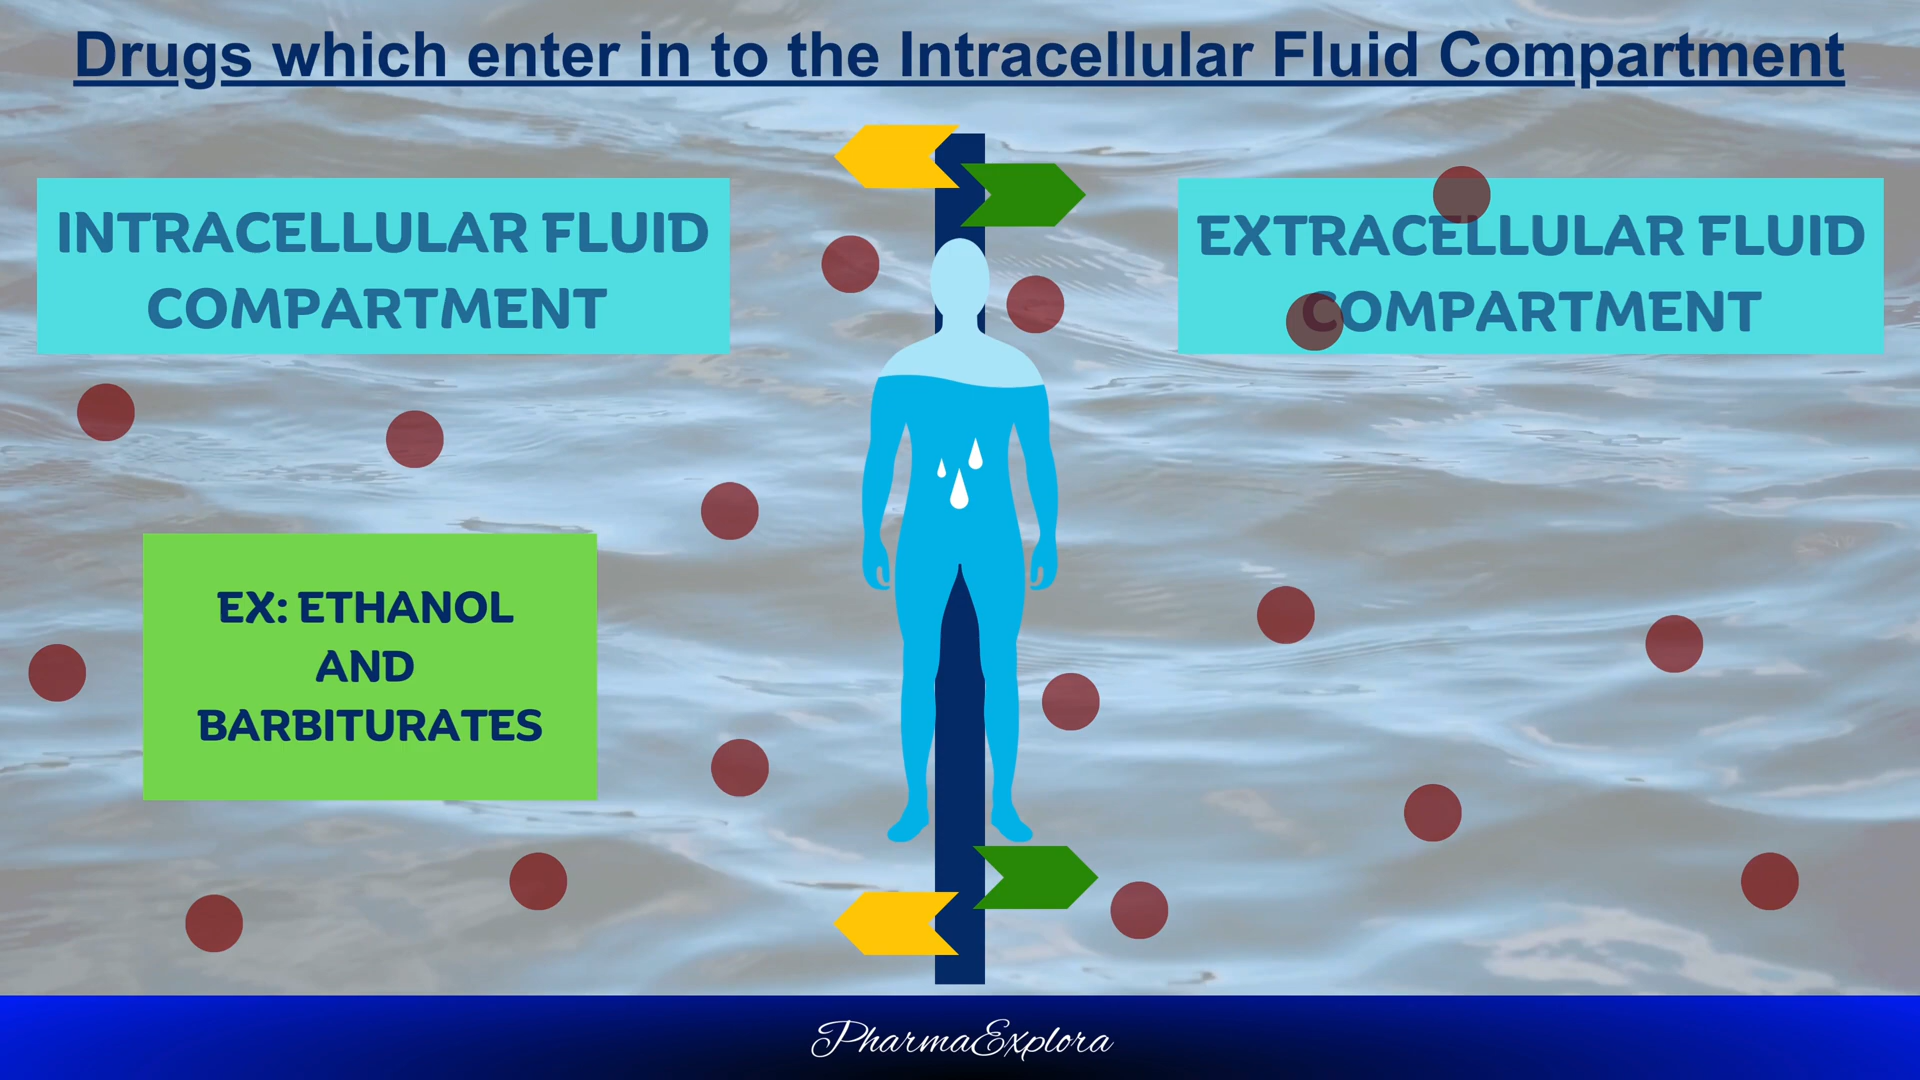 Drugs which enter in to the Intracellular Fluid Compartment
INTRACELLULAR FLUID
COMPARTMENT
EXTRACELLULAR FLUID
COMPARTMENT
EX: ETHANOL
AND
BARBITURATES
PharmaExplora